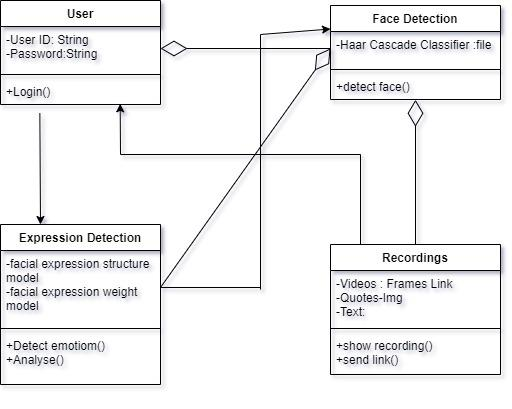 User
-User ID: String
-Password:String
+Login()
Face Detection
-Haar Cascade Classifier :file
+detect face()
Expression Detection
-facial expression structure
model
-facial expression weight
model
+Detect emotiom()
+Analyse()
Recordings
-Videos : Frames Link
-Quotes-Img
-Text:
+show recording()
+send link()